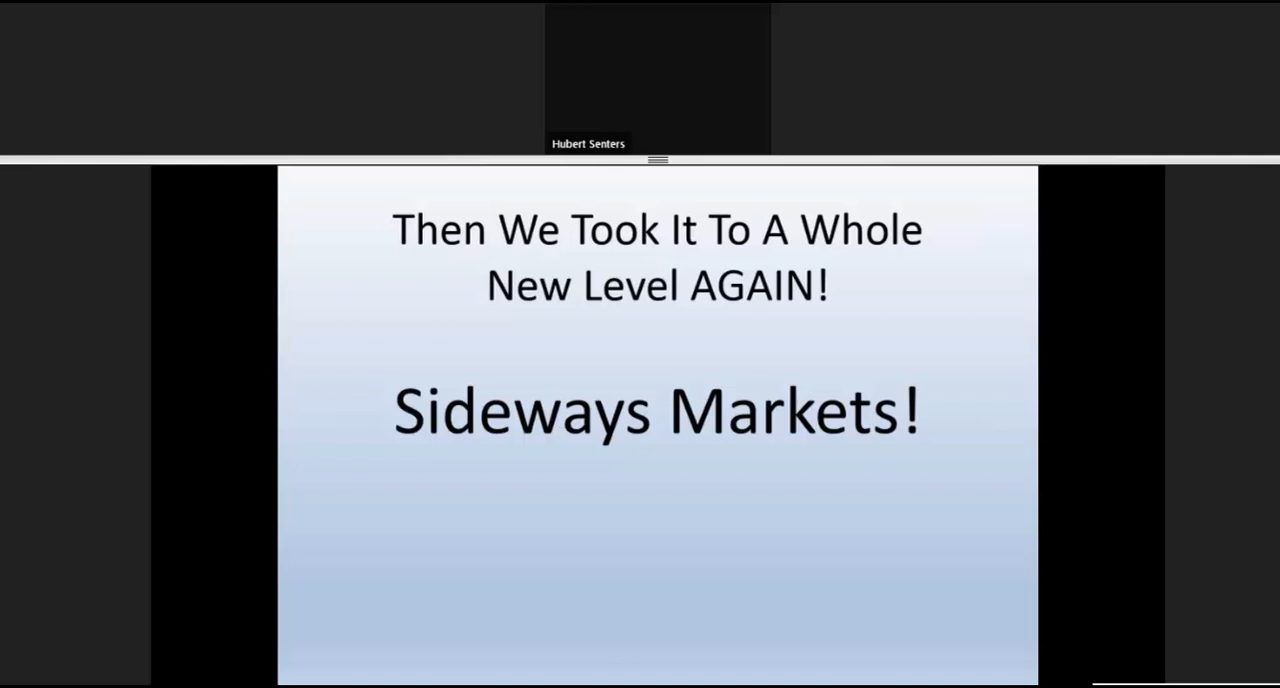 Hubert Senters
Then We Took It To A Whole
New Level AGAIN!
Sideways Markets!